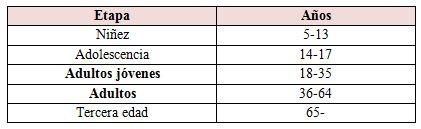 Etapa Años
Niñez 5-13
Adolescencia 14-17
Adultos jóvenes 18-35
Adultos 36-64
Tercera edad 65-